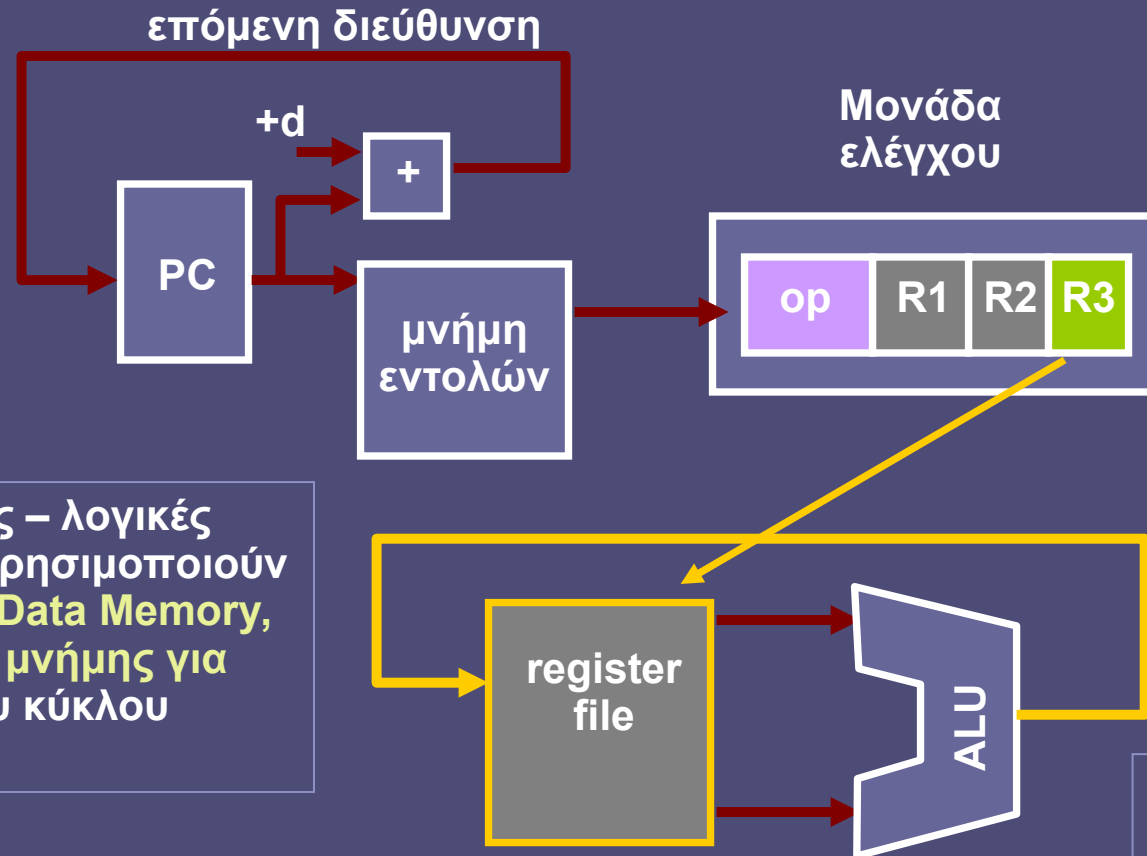 επόμενη διεύθυνση
+d
+
PC
μνήμη
εντολών
Μονάδα
ελέγχου
op R1 R2 R3
– λογικές
Data Memory,
μνήμης για
κύκλου
register
file
ALU